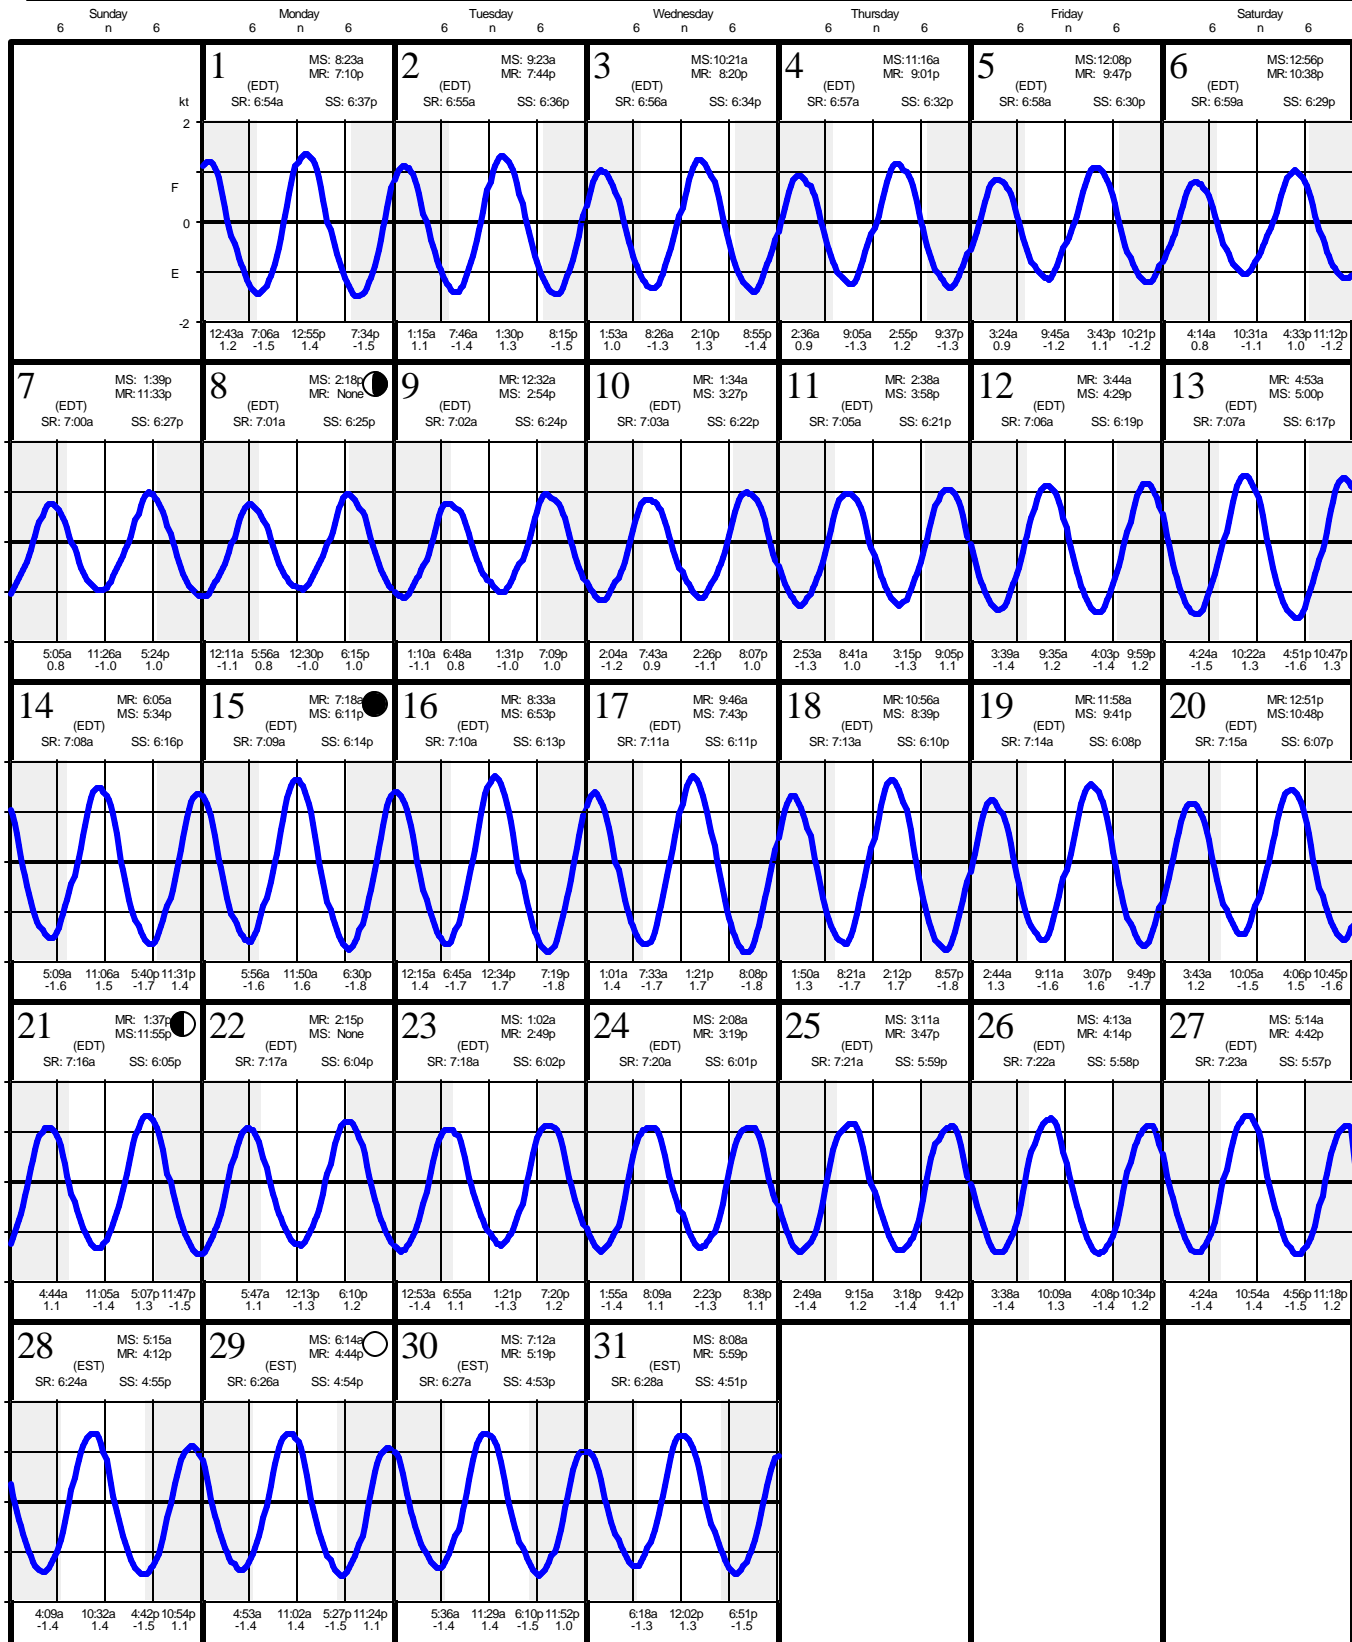 Sunday Monday Tuesday Wednesday Thursday Friday Saturday
6 n 6 6 n 6 6 n 6 6 n 6 6 n 6 6 n 6 6 n 6
kt
2
F
0
E
-2
1
MS: 8:23a
MR: 7:10p
(EDT)
SR: 6:54a SS: 6:37p
12:43a 7:06a 12:55p 7:34p
1.2 -1.5 1.4 -1.5
2
MS: 9:23a
MR: 7:44p
(EDT)
SR: 6:55a SS: 6:36p
1:15a 7:46a 1:30p 8:15p
1.1 -1.4 1.3 -1.5
3
MS:10:21a
MR: 8:20p
(EDT)
SR: 6:56a SS: 6:34p
1:53a 8:26a 2:10p 8:55p
1.0 -1.3 1.3 -1.4
4
MS:11:16a
MR: 9:01p
(EDT)
SR: 6:57a SS: 6:32p
2:36a 9:05a 2:55p 9:37p
0.9 -1.3 1.2 -1.3
5
MS:12:08p
MR: 9:47p
(EDT)
SR: 6:58a SS: 6:30p
3:24a 9:45a 3:43p 10:21p
0.9 -1.2 1.1 -1.2
6
MS:12:56p
MR:10:38p
(EDT)
SR: 6:59a SS: 6:29p
4:14a 10:31a 4:33p 11:12p
0.8 -1.1 1.0 -1.2
7
MS: 1:39p
MR:11:33p
(EDT)
SR: 7:00a SS: 6:27p
5:05a 11:26a 5:24p
0.8 -1.0 1.0
8
MS: 2:18p
MR: None
(EDT)
SR: 7:01a SS: 6:25p
12:11a 5:56a 12:30p 6:15p
-1.1 0.8 -1.0 1.0
9
MR:12:32a
MS: 2:54p
(EDT)
SR: 7:02a SS: 6:24p
1:10a 6:48a 1:31p 7:09p
-1.1 0.8 -1.0 1.0
10
MR: 1:34a
MS: 3:27p
(EDT)
SR: 7:03a SS: 6:22p
2:04a 7:43a 2:26p 8:07p
-1.2 0.9 -1.1 1.0
11
MR: 2:38a
MS: 3:58p
(EDT)
SR: 7:05a SS: 6:21p
2:53a 8:41a 3:15p 9:05p
-1.3 1.0 -1.3 1.1
12
MR: 3:44a
MS: 4:29p
(EDT)
SR: 7:06a SS: 6:19p
3:39a 9:35a 4:03p 9:59p
-1.4 1.2 -1.4 1.2
13
MR: 4:53a
MS: 5:00p
(EDT)
SR: 7:07a SS: 6:17p
4:24a 10:22a 4:51p 10:47p
-1.5 1.3 -1.6 1.3
14
MR: 6:05a
MS: 5:34p
(EDT)
SR: 7:08a SS: 6:16p
5:09a 11:06a 5:40p 11:31p
-1.6 1.5 -1.7 1.4
15
MR: 7:18a
MS: 6:11p
(EDT)
SR: 7:09a SS: 6:14p
5:56a 11:50a 6:30p
-1.6 1.6 -1.8
16
MR: 8:33a
MS: 6:53p
(EDT)
SR: 7:10a SS: 6:13p
12:15a 6:45a 12:34p 7:19p
1.4 -1.7 1.7 -1.8
17
MR: 9:46a
MS: 7:43p
(EDT)
SR: 7:11a SS: 6:11p
1:01a 7:33a 1:21p 8:08p
1.4 -1.7 1.7 -1.8
18
MR:10:56a
MS: 8:39p
(EDT)
SR: 7:13a SS: 6:10p
1:50a 8:21a 2:12p 8:57p
1.3 -1.7 1.7 -1.8
19
MR:11:58a
MS: 9:41p
(EDT)
SR: 7:14a SS: 6:08p
2:44a 9:11a 3:07p 9:49p
1.3 -1.6 1.6 -1.7
20
MR:12:51p
MS:10:48p
(EDT)
SR: 7:15a SS: 6:07p
3:43a 10:05a 4:06p 10:45p
1.2 -1.5 1.5 -1.6
21
MR: 1:37p
MS:11:55p
(EDT)
SR: 7:16a SS: 6:05p
4:44a 11:05a 5:07p 11:47p
1.1 -1.4 1.3 -1.5
22
MR: 2:15p
MS: None
(EDT)
SR: 7:17a SS: 6:04p
5:47a 12:13p 6:10p
1.1 -1.3 1.2
23
MS: 1:02a
MR: 2:49p
(EDT)
SR: 7:18a SS: 6:02p
12:53a 6:55a 1:21p 7:20p
-1.4 1.1 -1.3 1.2
24
MS: 2:08a
MR: 3:19p
(EDT)
SR: 7:20a SS: 6:01p
1:55a 8:09a 2:23p 8:38p
-1.4 1.1 -1.3 1.1
25
MS: 3:11a
MR: 3:47p
(EDT)
SR: 7:21a SS: 5:59p
2:49a 9:15a 3:18p 9:42p
-1.4 1.2 -1.4 1.1
26
MS: 4:13a
MR: 4:14p
(EDT)
SR: 7:22a SS: 5:58p
3:38a 10:09a 4:08p 10:34p
-1.4 1.3 -1.4 1.2
27
MS: 5:14a
MR: 4:42p
(EDT)
SR: 7:23a SS: 5:57p
4:24a 10:54a 4:56p 11:18p
-1.4 1.4 -1.5 1.2
28
MS: 5:15a
MR: 4:12p
(EST)
SR: 6:24a SS: 4:55p
4:09a 10:32a 4:42p 10:54p
-1.4 1.4 -1.5 1.1
29
MS: 6:14a
MR: 4:44p
(EST)
SR: 6:26a SS: 4:54p
4:53a 11:02a 5:27p 11:24p
-1.4 1.4 -1.5 1.1
30
MS: 7:12a
MR: 5:19p
(EST)
SR: 6:27a SS: 4:53p
5:36a 11:29a 6:10p 11:52p
-1.4 1.4 -1.5 1.0
31
MS: 8:08a
MR: 5:59p
(EST)
SR: 6:28a SS: 4:51p
6:18a 12:02p 6:51p
-1.3 1.3 -1.5